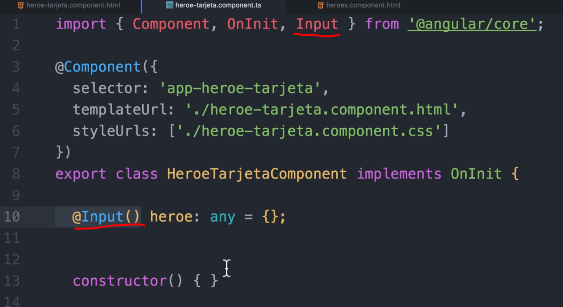 heroe-tarjeta.component.html
heroe-tarjeta.component.ts
heroes.component.html
1 import { Component, OnInit, Input } from '@angular/core';
2
3 @Component({
4 selector: 'app-heroe-tarjeta',
5 templateUrl: './heroe-tarjeta.component.html',
6 styleUrls: ['./heroe-tarjeta.component.css']
7 })
8 export class HeroeTarjetaComponent implements OnInit {
9
10 @Input() heroe: any = {};
11
12
13 constructor() { }
14